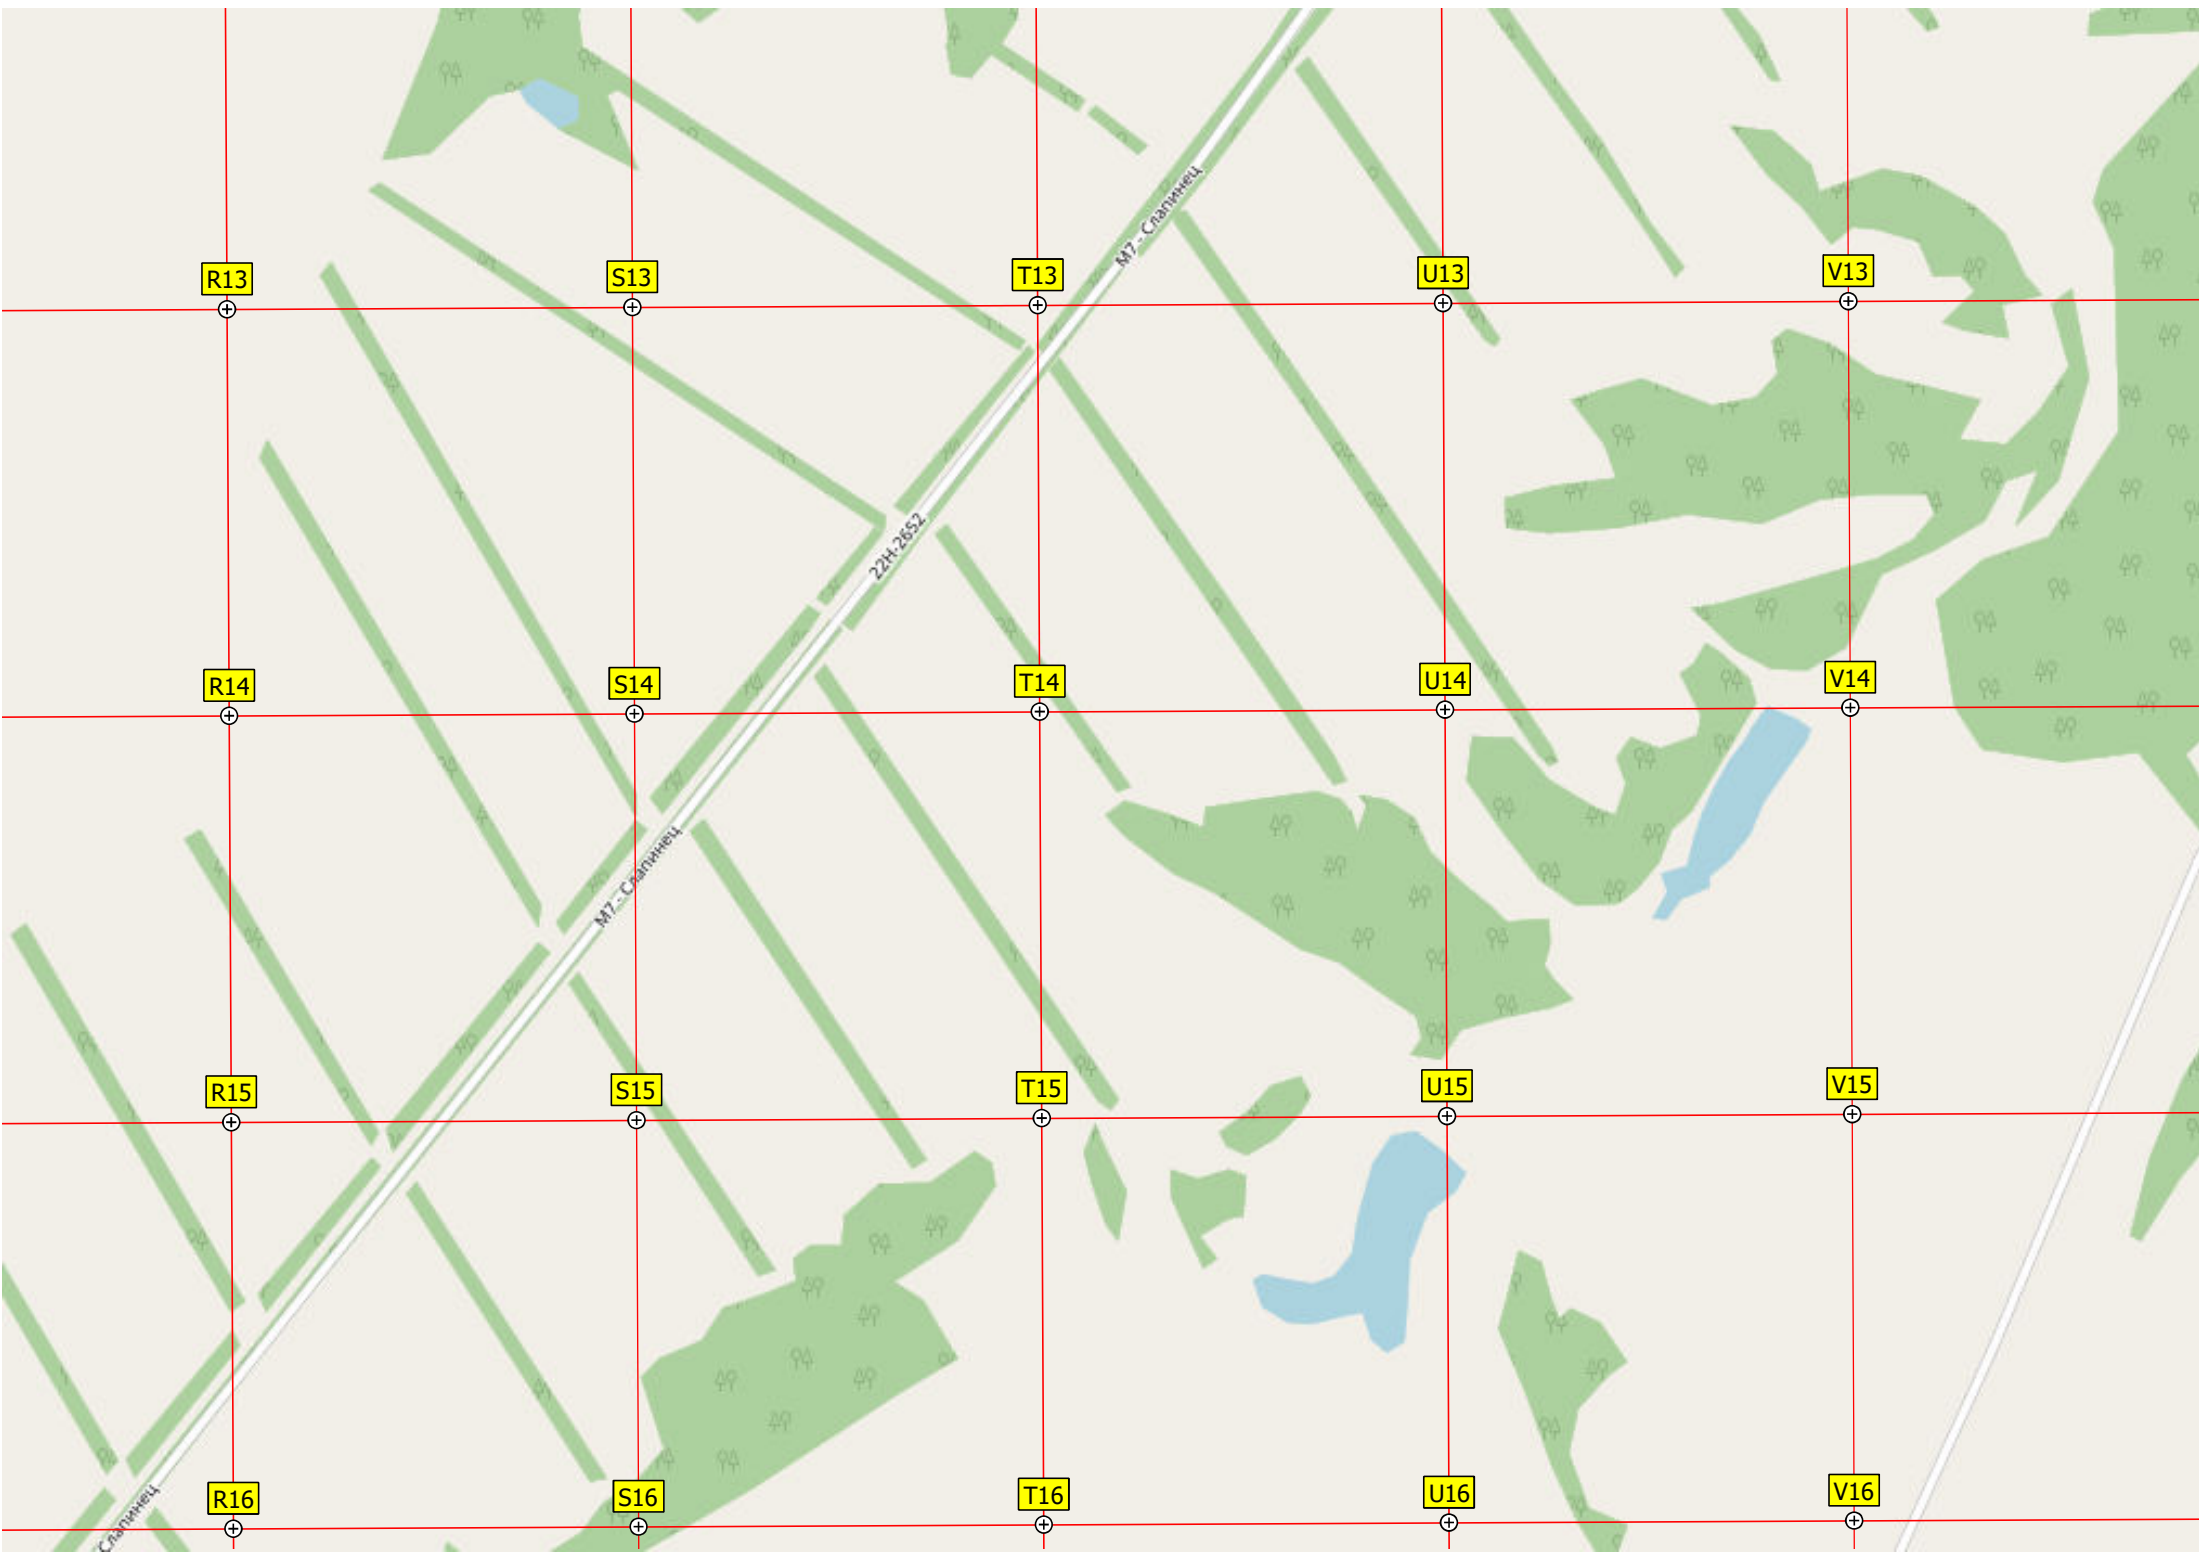 М7 - Слапинец
R13
S13
T13
U13
V13
22Н-2652
R14
S14
T14
U14
V14
М7 - Слапинец
R15
S15
T15
U15
V15
R16
S16
T16
U16
V16
Слапинец